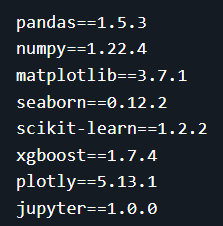 pandas==1.5.3
numpy==1.22.4
matplotlib==3.7.1
seaborn==0.12.2
scikit-learn==1.2.2
xgboost==1.7.4
plotly==5.13.1
jupyter==1.0.0